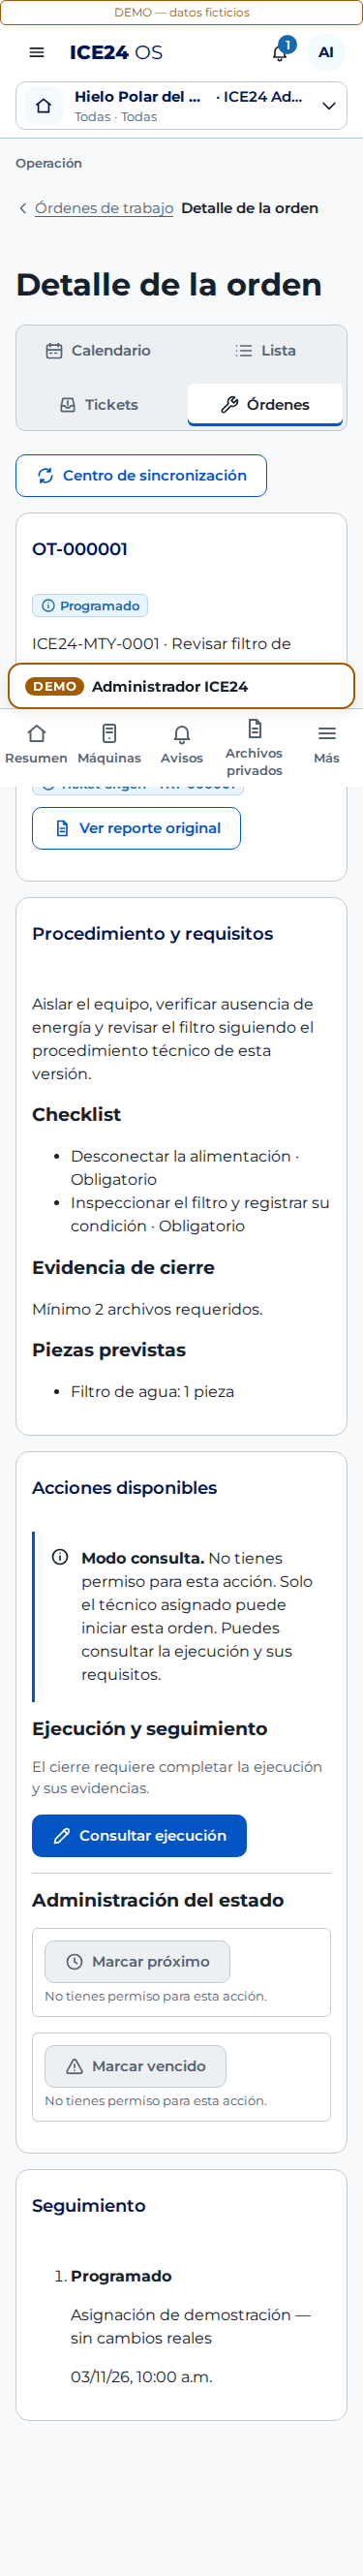 DEMO — datos ficticios
ICE24 OS
1
AI
Hielo Polar del ... · ICE24 Ad...
Todas · Todas
Operación
Órdenes de trabajo Detalle de la orden
Detalle de la orden
Calendario
Lista
Tickets
Órdenes
Centro de sincronización
OT-000001
Programado
ICE24-MTY-0001 · Revisar filtro de
DEMO Administrador ICE24
Resumen
Máquinas
Avisos
Archivos
privados
Más
Ver reporte original
Procedimiento y requisitos
Aislar el equipo, verificar ausencia de
energía y revisar el filtro siguiendo el
procedimiento técnico de esta
versión.
Checklist
• Desconectar la alimentación ·
Obligatorio
• Inspeccionar el filtro y registrar su
condición · Obligatorio
Evidencia de cierre
Mínimo 2 archivos requeridos.
Piezas previstas
• Filtro de agua: 1 pieza
Acciones disponibles
Modo consulta. No tienes
permiso para esta acción. Solo
el técnico asignado puede
iniciar esta orden. Puedes
consultar la ejecución y sus
requisitos.
Ejecución y seguimiento
El cierre requiere completar la ejecución
y sus evidencias.
Consultar ejecución
Administración del estado
Marcar próximo
No tienes permiso para esta acción.
Marcar vencido
No tienes permiso para esta acción.
Seguimiento
1. Programado
Asignación de demostración —
sin cambios reales
03/11/26, 10:00 a.m.